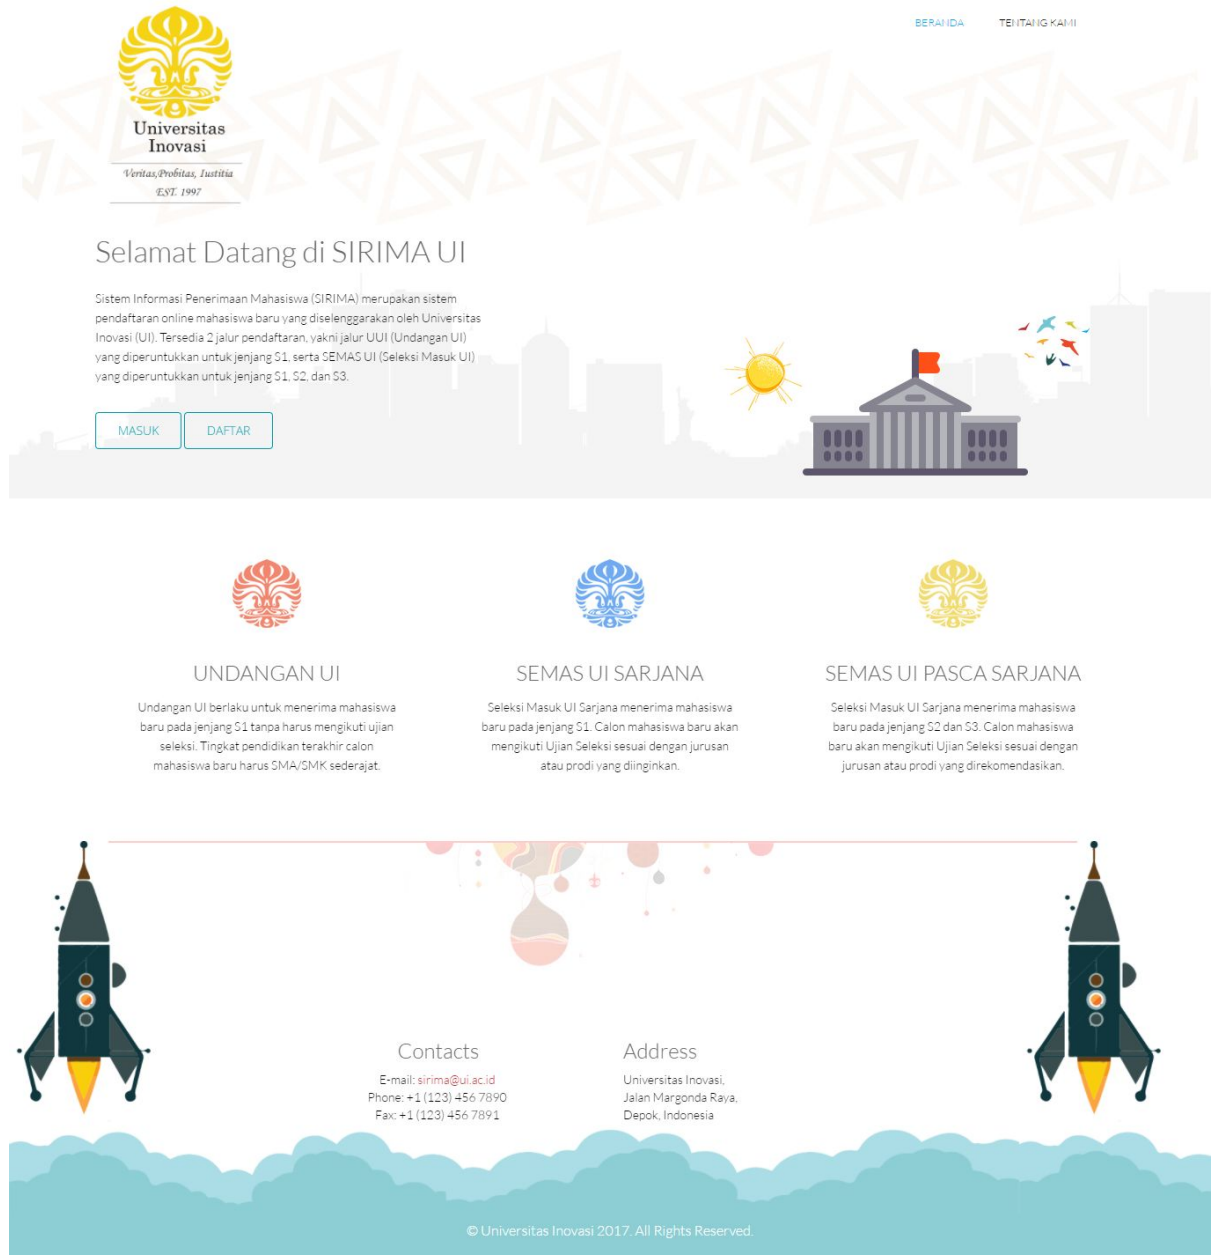 BERANDA TENTANG KAMI
Universitas
Inovasi
Veritas,Probitas, Iustitia
EST. 1997
Selamat Datang di SIRIMA UI
Sistem Informasi Penerimaan Mahasiswa (SIRIMA) merupakan sistem
pendaftaran online mahasiswa baru yang diselenggarakan oleh Universitas
Inovasi (UI). Tersedia 2 jalur pendaftaran, yakni jalur UUI (Undangan UI)
yang diperuntukkan untuk jenjang S1, serta SEMAS UI (Seleksi Masuk UI)
yang diperuntukkan untuk jenjang S1, S2, dan S3.
MASUK DAFTAR
UNDANGAN UI
Undangan UI berlaku untuk menerima mahasiswa
baru pada jenjang S1 tanpa harus mengikuti ujian
seleksi. Tingkat pendidikan terakhir calon
mahasiswa baru harus SMA/SMK sederajat.
SEMAS UI SARJANA
Seleksi Masuk UI Sarjana menerima mahasiswa
baru pada jenjang S1. Calon mahasiswa baru akan
mengikuti Ujian Seleksi sesuai dengan jurusan
atau prodi yang diinginkan.
SEMAS UI PASCA SARJANA
Seleksi Masuk UI Sarjana menerima mahasiswa
baru pada jenjang S2 dan S3. Calon mahasiswa
baru akan mengikuti Ujian Seleksi sesuai dengan
jurusan atau prodi yang direkomendasikan.
Contacts
E-mail: sirima@ui.ac.id
Phone: +1 (123) 456 7890
Fax: +1 (123) 456 7891
Address
Universitas Inovasi,
Jalan Margonda Raya,
Depok, Indonesia
© Universitas Inovasi 2017. All Rights Reserved.